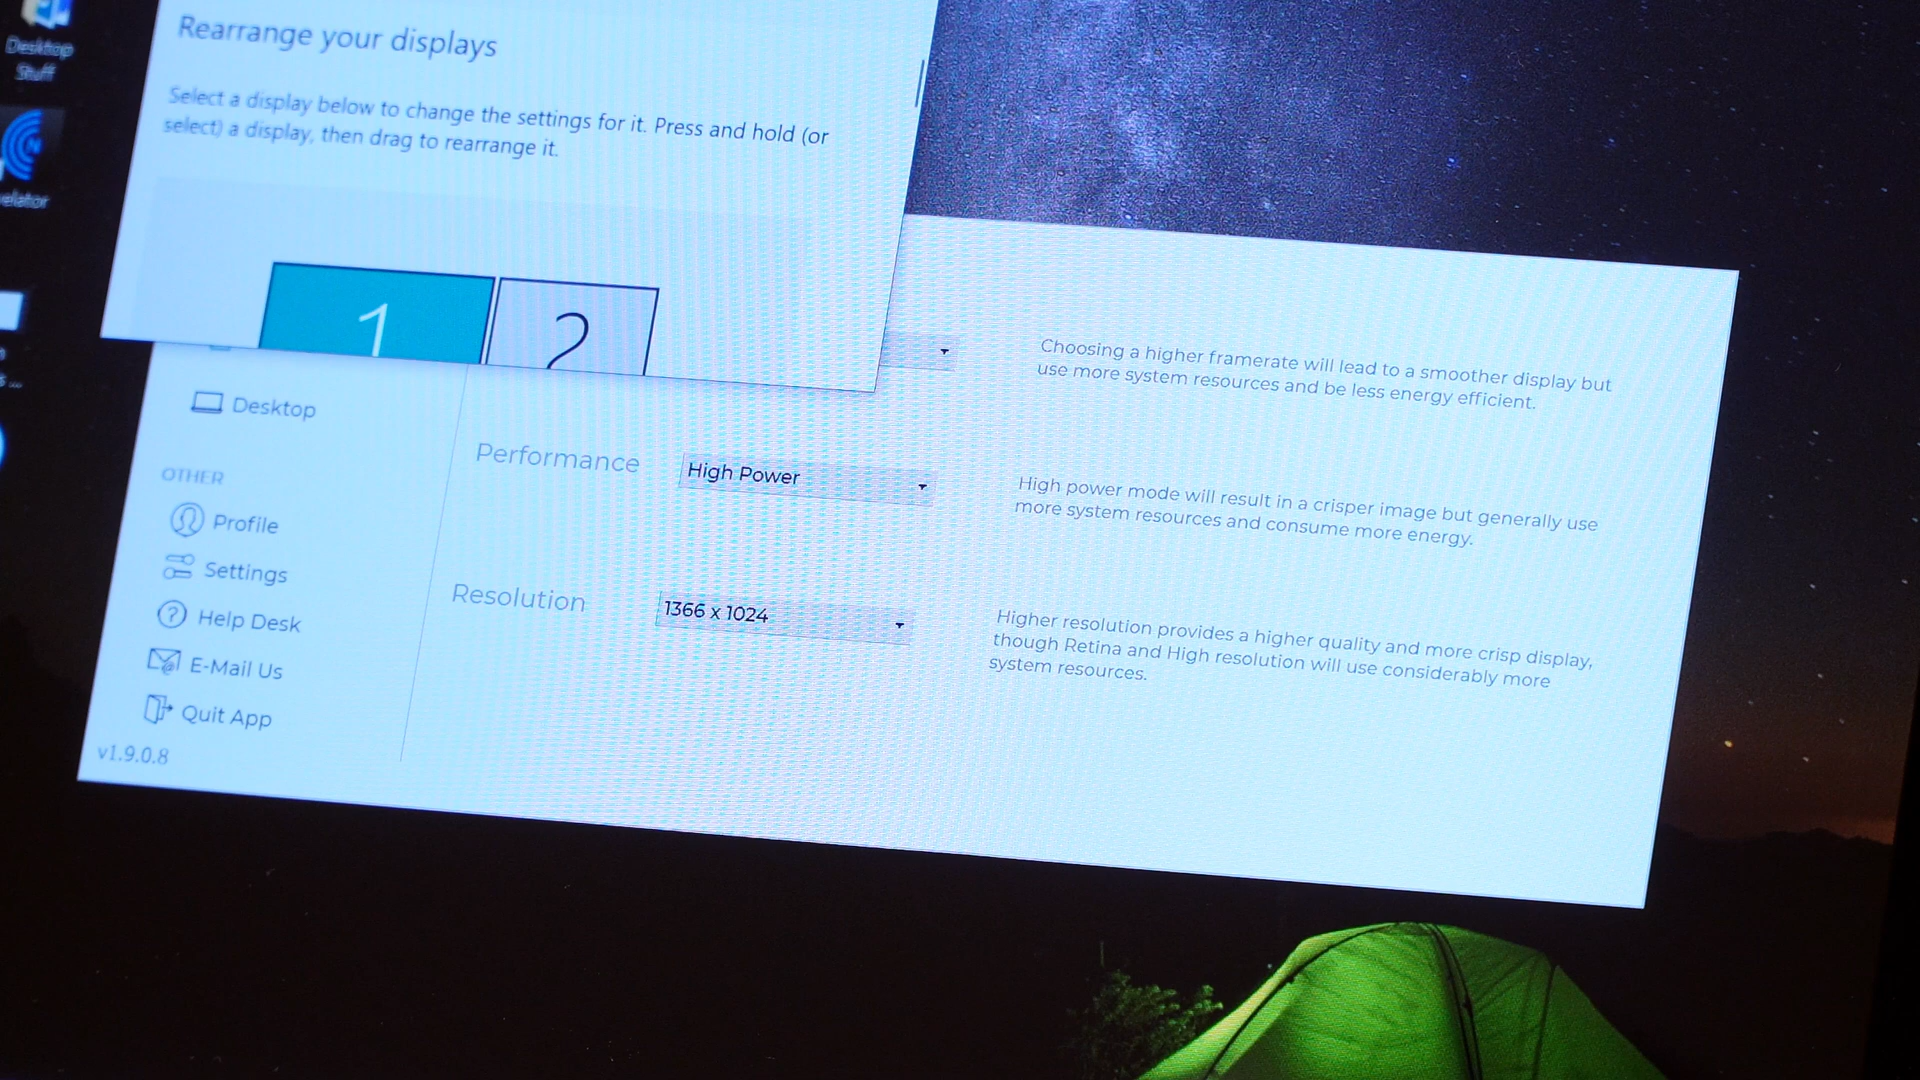 Rearrange your displays
Select a display below to change the settings for it. Press and hold (or
select) a display, then drag to rearrange it.
1
2
Desktop
Stuff
Desktop
OTHER
Profile
Settings
Help Desk
E-Mail Us
Quit App
v1.9.0.8
Choosing a higher framerate will lead to a smoother display but
use more system resources and be less energy efficient.
Performance
High Power
High power mode will result in a crisper image but generally use
more system resources and consume more energy.
Resolution
1366 x 1024
Higher resolution provides a higher quality and more crisp display,
though Retina and High resolution will use considerably more
system resources.